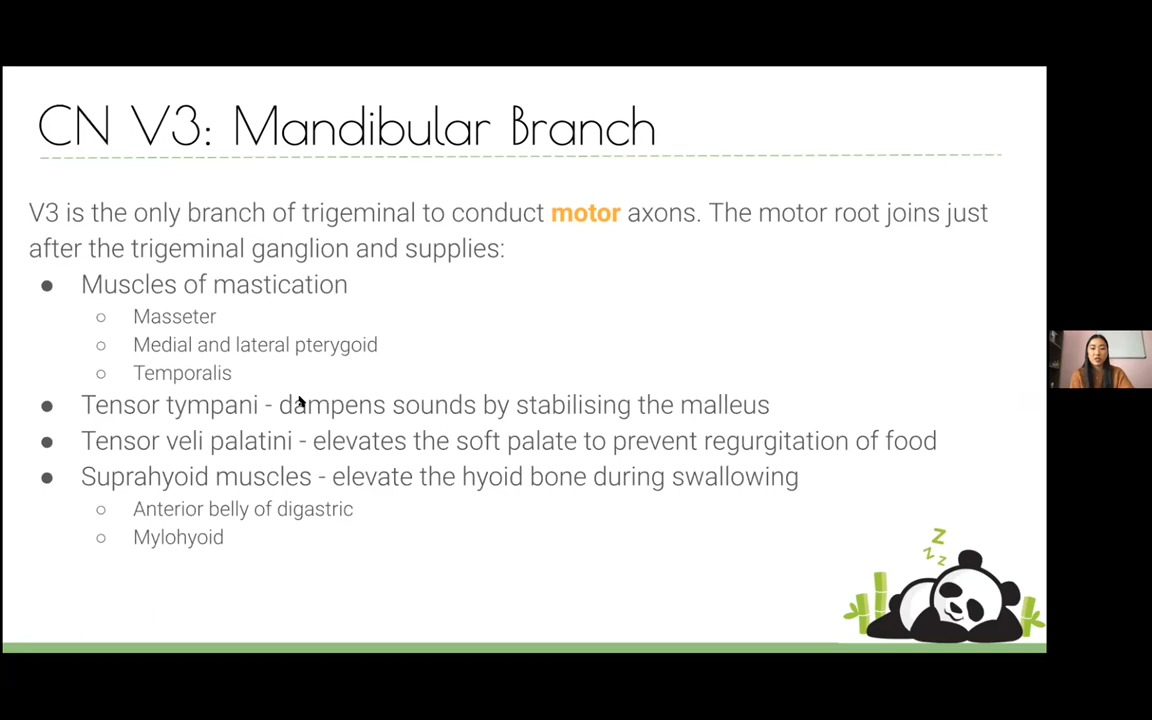 CN V3: Mandibular Branch
V3 is the only branch of trigeminal to conduct motor axons. The motor root joins just
after the trigeminal ganglion and supplies:
● Muscles of mastication
○ Masseter
○ Medial and lateral pterygoid
○ Temporalis
● Tensor tympani - dampens sounds by stabilising the malleus
● Tensor veli palatini - elevates the soft palate to prevent regurgitation of food
● Suprahyoid muscles - elevate the hyoid bone during swallowing
○ Anterior belly of digastric
○ Mylohyoid
Z
Z
Z